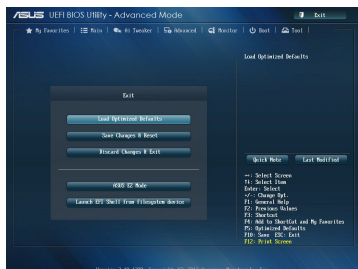 ASUS UEFI BIOS Utility - Advanced Mode
Exit
My Favorites Main Ai Tweaker Advanced Monitor Boot Tool
Load Optimized Defaults
Exit
Load Optimized Defaults
Save Changes & Reset
Discard Changes & Exit
ASUS EZ Mode
Launch EFI Shell from filesystem device
Quick Note Last Modified
→←: Select Screen
↑↓: Select Item
Enter: Select
+/-: Change Opt.
F1: General Help
F2: Previous Values
F3: Shortcut
F4: Add to ShortCut and My Favorites
F5: Optimized Defaults
F10: Save ESC: Exit
F12: Print Screen